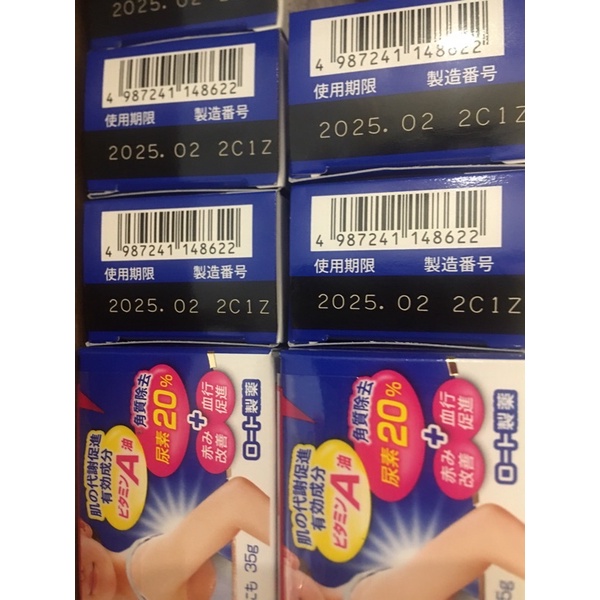 2025. 02
4 987241 148622
使用期限 製造番号
2025. 02 2C1Z
4 987241 148622
使用期限 製造番号
2025. 02 2C1Z
4 987241 148622
使用期限 製造番号
2025. 02 2C1Z
4 987241 148622
使用期限 製造番号
2025. 02 2C1Z
肌の代謝促進
有効成分
ビタミンA油
角質除去
尿素20%
+
血行
促進
赤み
改善
ロート製薬
にも 35g
肌の代謝促進
有効成分
ビタミンA油
角質除去
尿素20%
+
血行
促進
赤み
改善
ロート製薬
5g